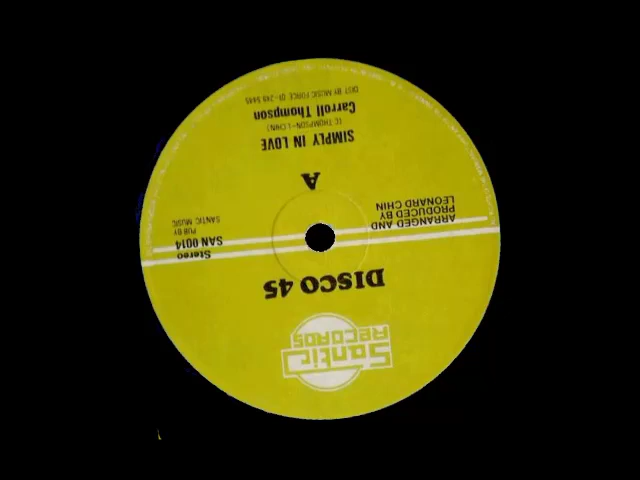 Santic
RECORDS
DISCO 45
Stereo
SAN 0014
PUB BY
SANTIC MUSIC
ARRANGED AND
PRODUCED BY
LEONARD CHIN
A
SIMPLY IN LOVE
(C THOMPSON-L CHIN)
Carroll Thompson
DIST BY MUSIC FORCE 01-249 5445